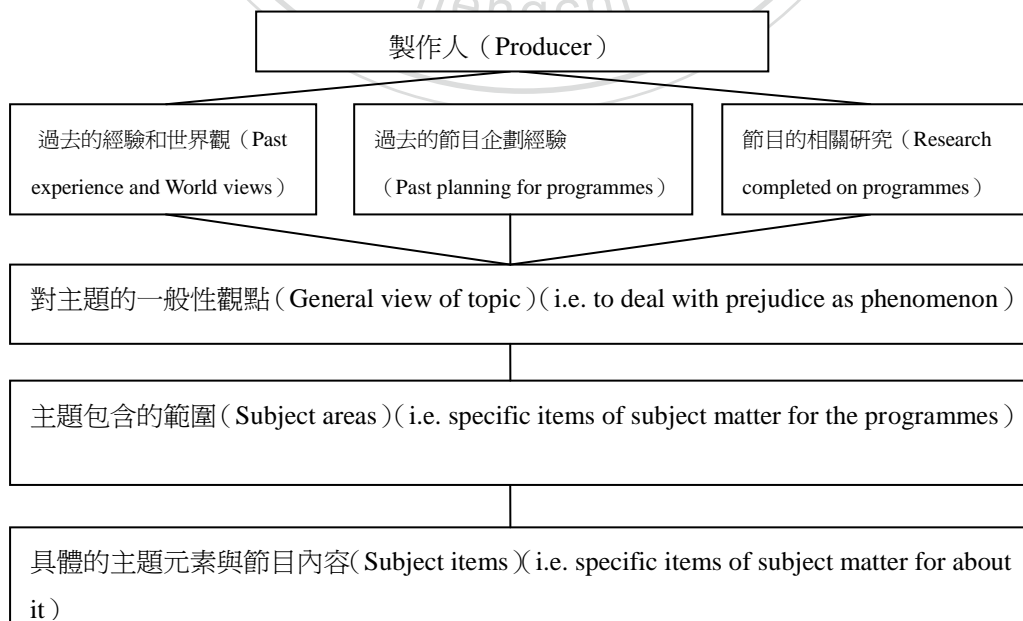 製作人（Producer）
過去的經驗和世界觀（Past
experience and World views）
過去的節目企劃經驗
（Past planning for programmes）
節目的相關研究（Research
completed on programmes）
對主題的一般性觀點（General view of topic）（i.e. to deal with prejudice as phenomenon）
主題包含的範圍（Subject areas）（i.e. specific items of subject matter for the programmes）
具體的主題元素與節目內容（Subject items）（i.e. specific items of subject matter for about
it）